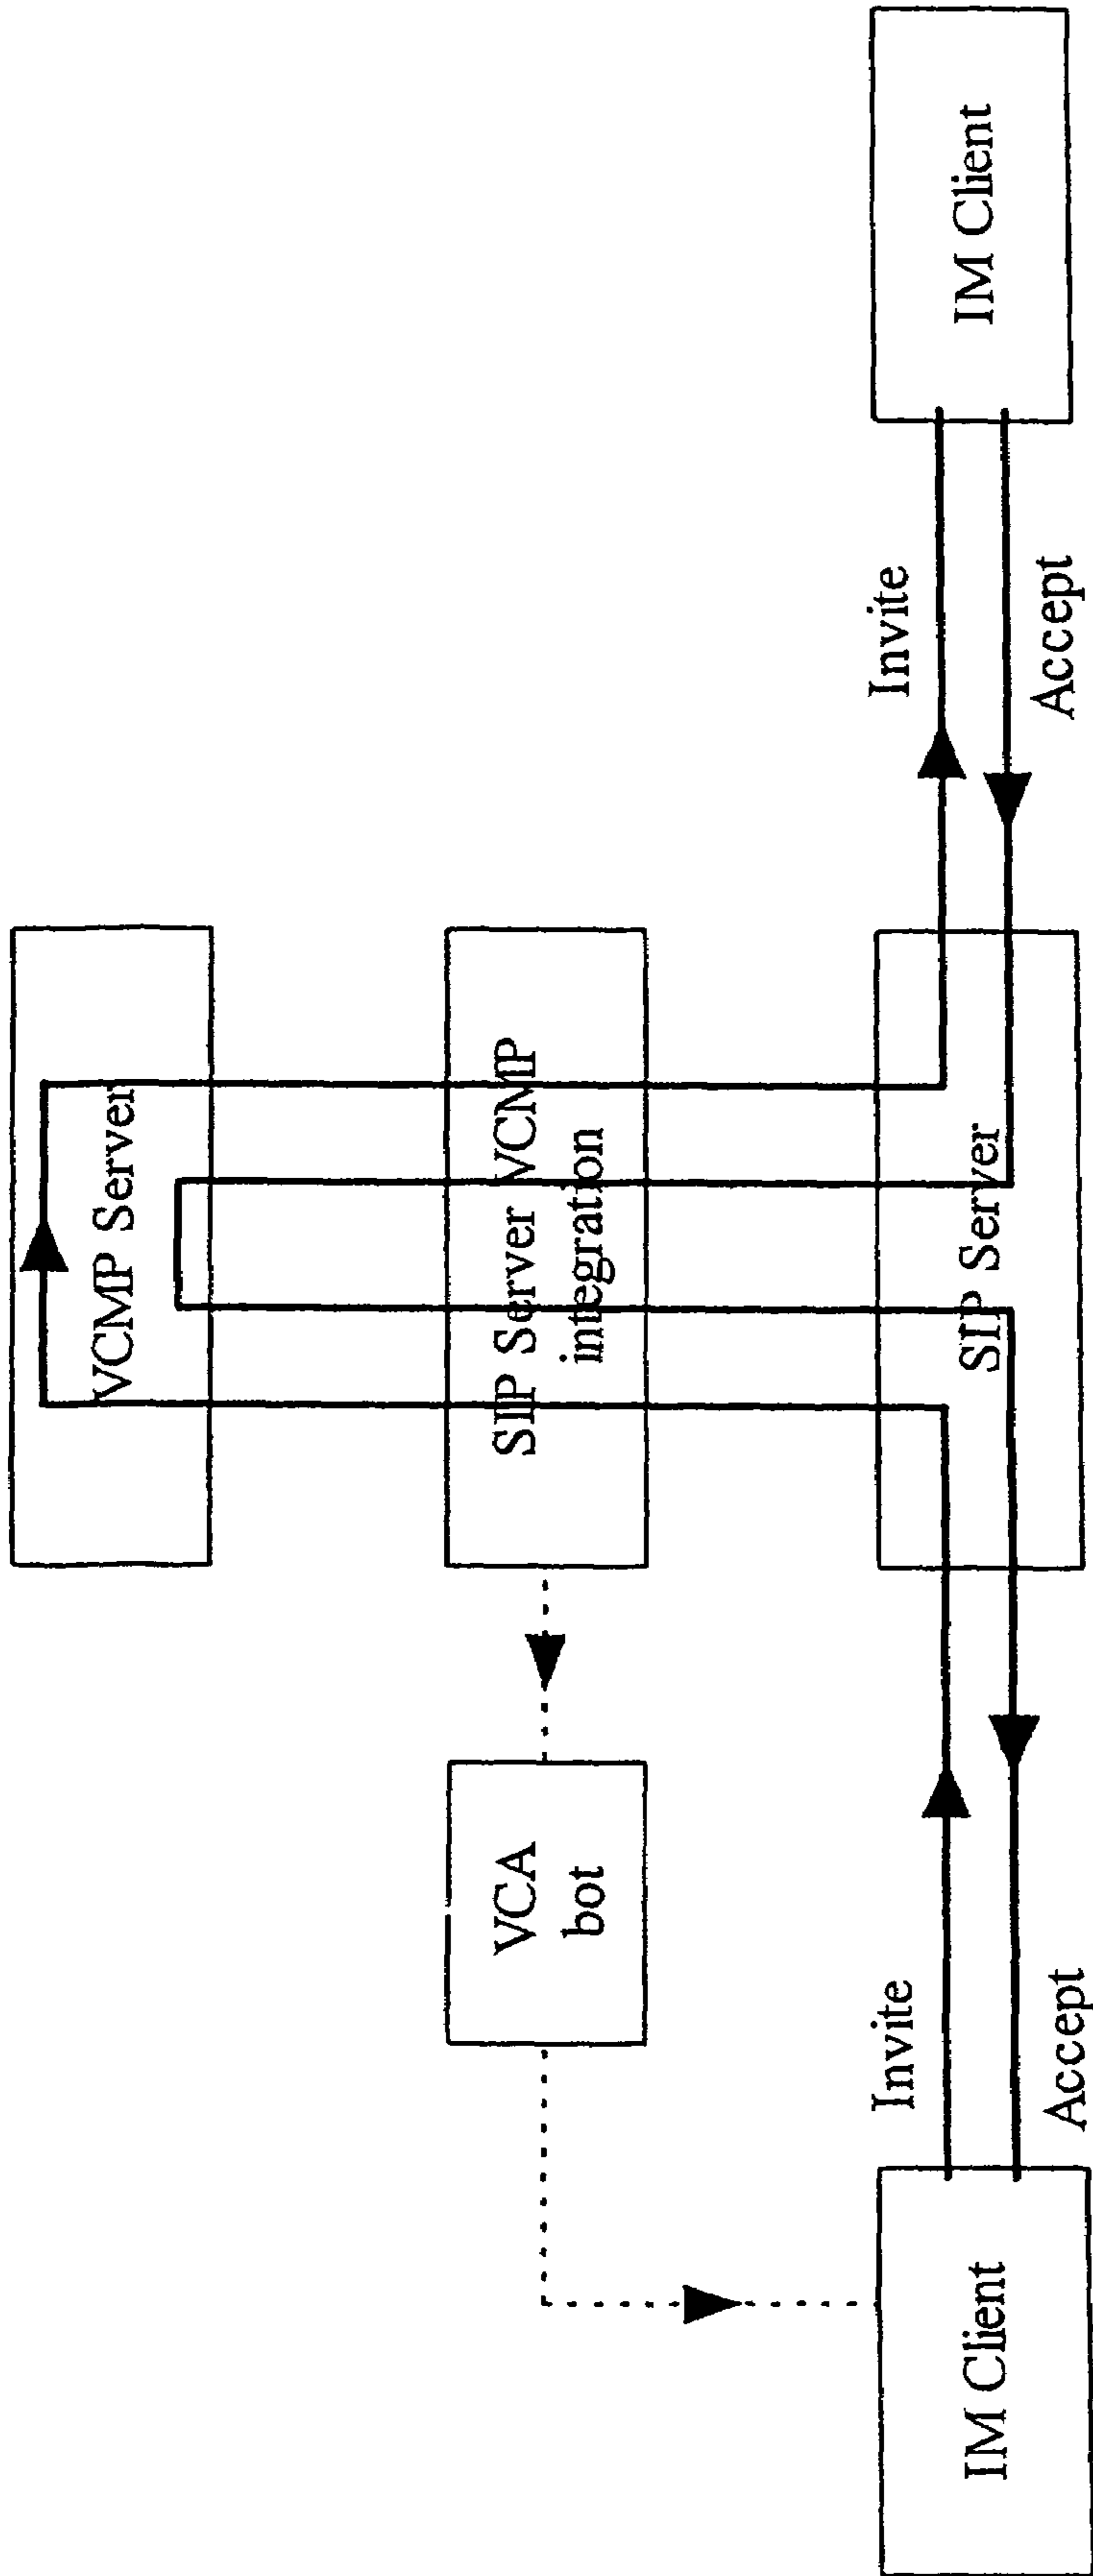 VCMP Server
SIP Server VCMP
integration
VCA
bot
SIP Server
Invite
Accept
Invite
Accept
IM Client
IM Client